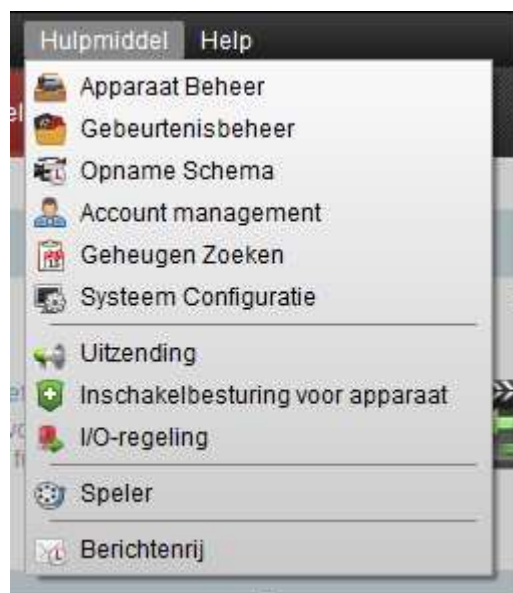 Hulpmiddel Help
Apparaat Beheer
Gebeurtenisbeheer
Opname Schema
Account management
Geheugen Zoeken
Systeem Configuratie
Uitzending
Inschakelbesturing voor apparaat
I/O-regeling
Speler
Berichtenrij